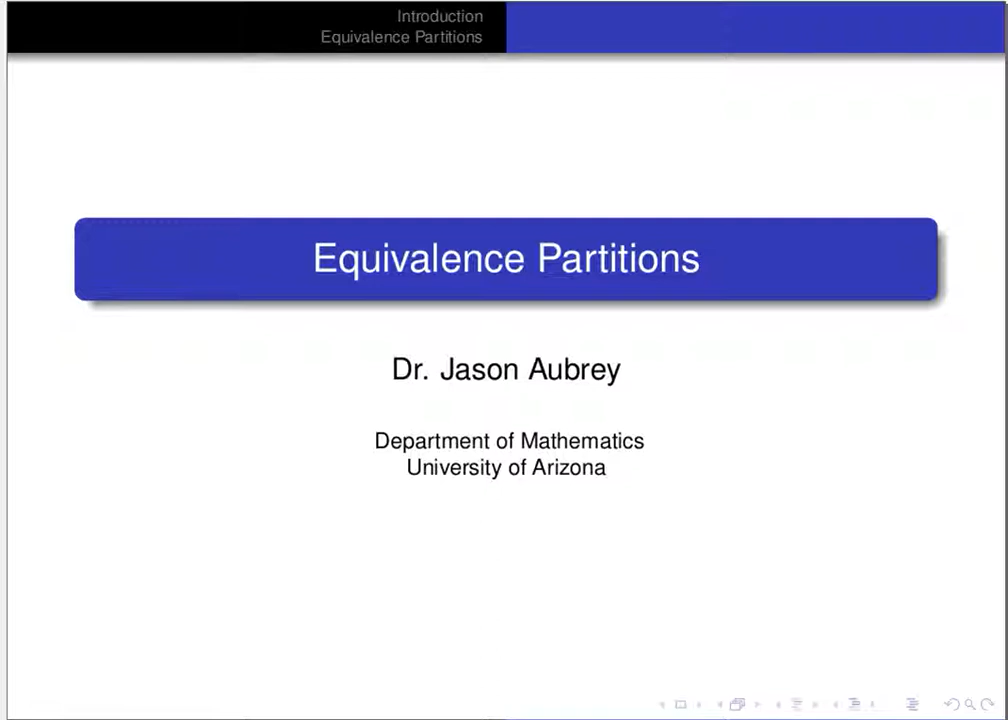 Introduction
Equivalence Partitions
Equivalence Partitions
Dr. Jason Aubrey
Department of Mathematics
University of Arizona